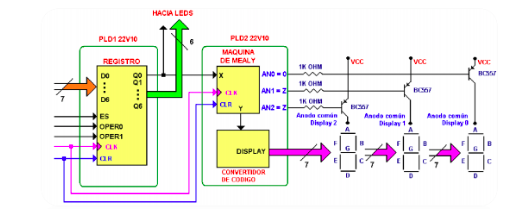 HACIA LEDS
PLD1 22V10
REGISTRO
D0
D6
7
ES
OPER0
OPER1
CLK
CLR
Q0
Q1
Q6
6
PLD2 22V10
MAQUINA
DE MEALY
X
CLK
CLR
Y
AN0 = 0
AN1 = Z
AN2 = Z
DISPLAY
CONVERTIDOR
DE CODIGO
1K OHM
1K OHM
1K OHM
VCC
VCC
VCC
BC557
BC557
BC557
Anodo común
Display 2
Anodo común
Display 1
Anodo común
Display 0
7
A
F B
G
E C
D
7
A
F B
G
E C
D
7
A
F B
G
E C
D